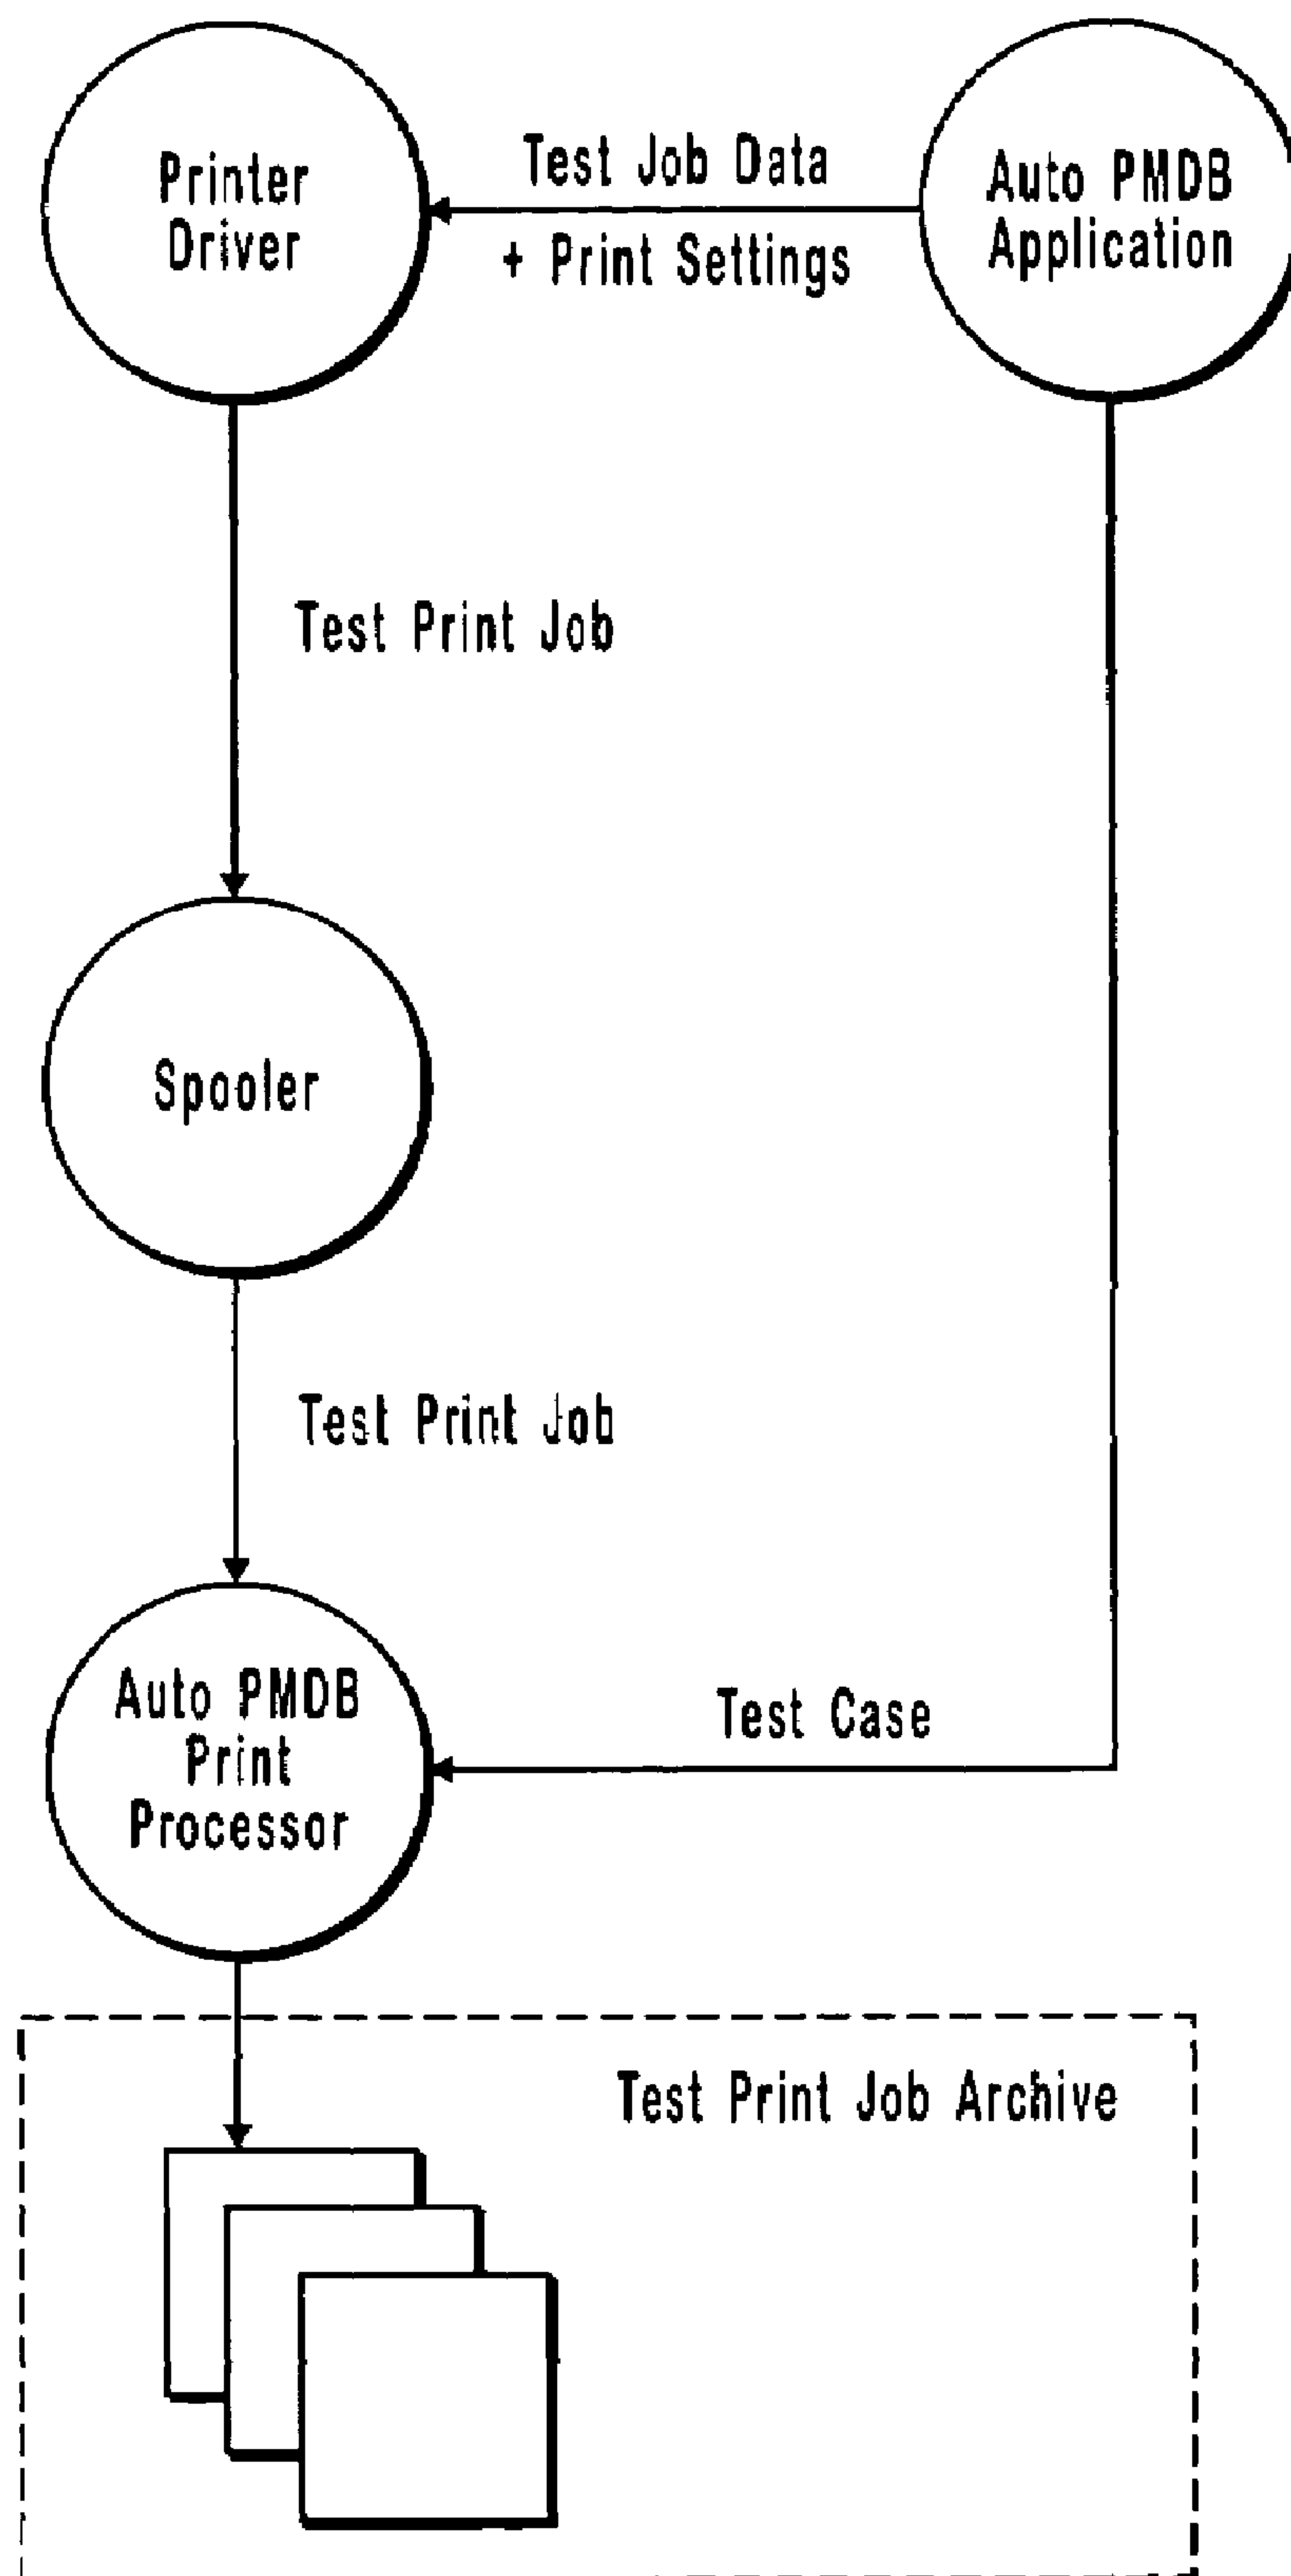 Printer
Driver
Test Job Data
+ Print Settings
Auto PMDB
Application
Test Print Job
Spooler
Test Print Job
Auto PMDB
Print
Processor
Test Case
Test Print Job Archive